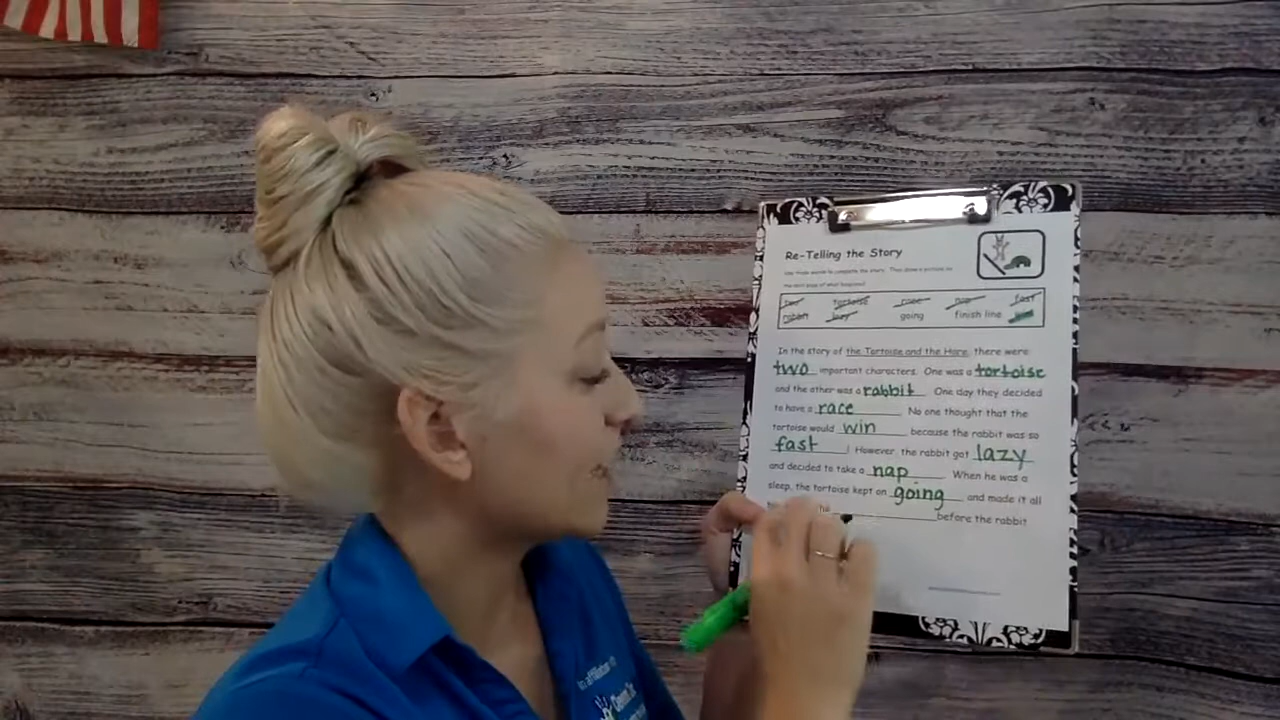 Re-Telling the Story
two tortoise race nap fast
rabbit lazy going finish line
In the story of the Tortoise and the Hare, there were
two important characters. One was a tortoise
and the other was a rabbit. One day they decided
to have a race. No one thought that the
tortoise would win because the rabbit was so
fast! However, the rabbit got lazy
and decided to take a nap. When he was a
sleep, the tortoise kept on going and made it all
before the rabbit
In affiliation